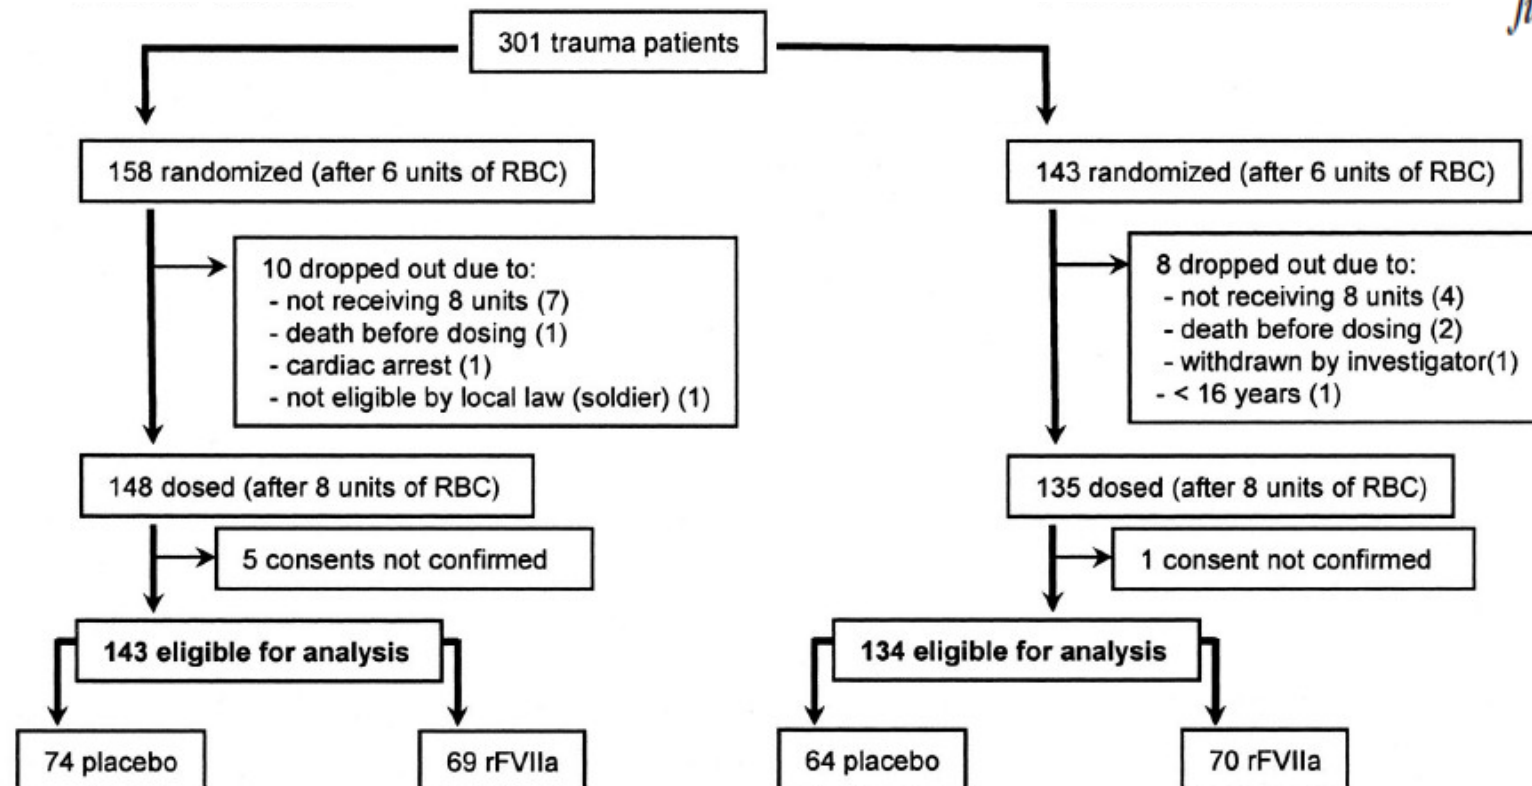 301 trauma patients
158 randomized (after 6 units of RBC)
10 dropped out due to:
- not receiving 8 units (7)
- death before dosing (1)
- cardiac arrest (1)
- not eligible by local law (soldier) (1)
148 dosed (after 8 units of RBC)
5 consents not confirmed
143 eligible for analysis
74 placebo
69 rFVIIa
143 randomized (after 6 units of RBC)
8 dropped out due to:
- not receiving 8 units (4)
- death before dosing (2)
- withdrawn by investigator(1)
- < 16 years (1)
135 dosed (after 8 units of RBC)
1 consent not confirmed
134 eligible for analysis
64 placebo
70 rFVIIa